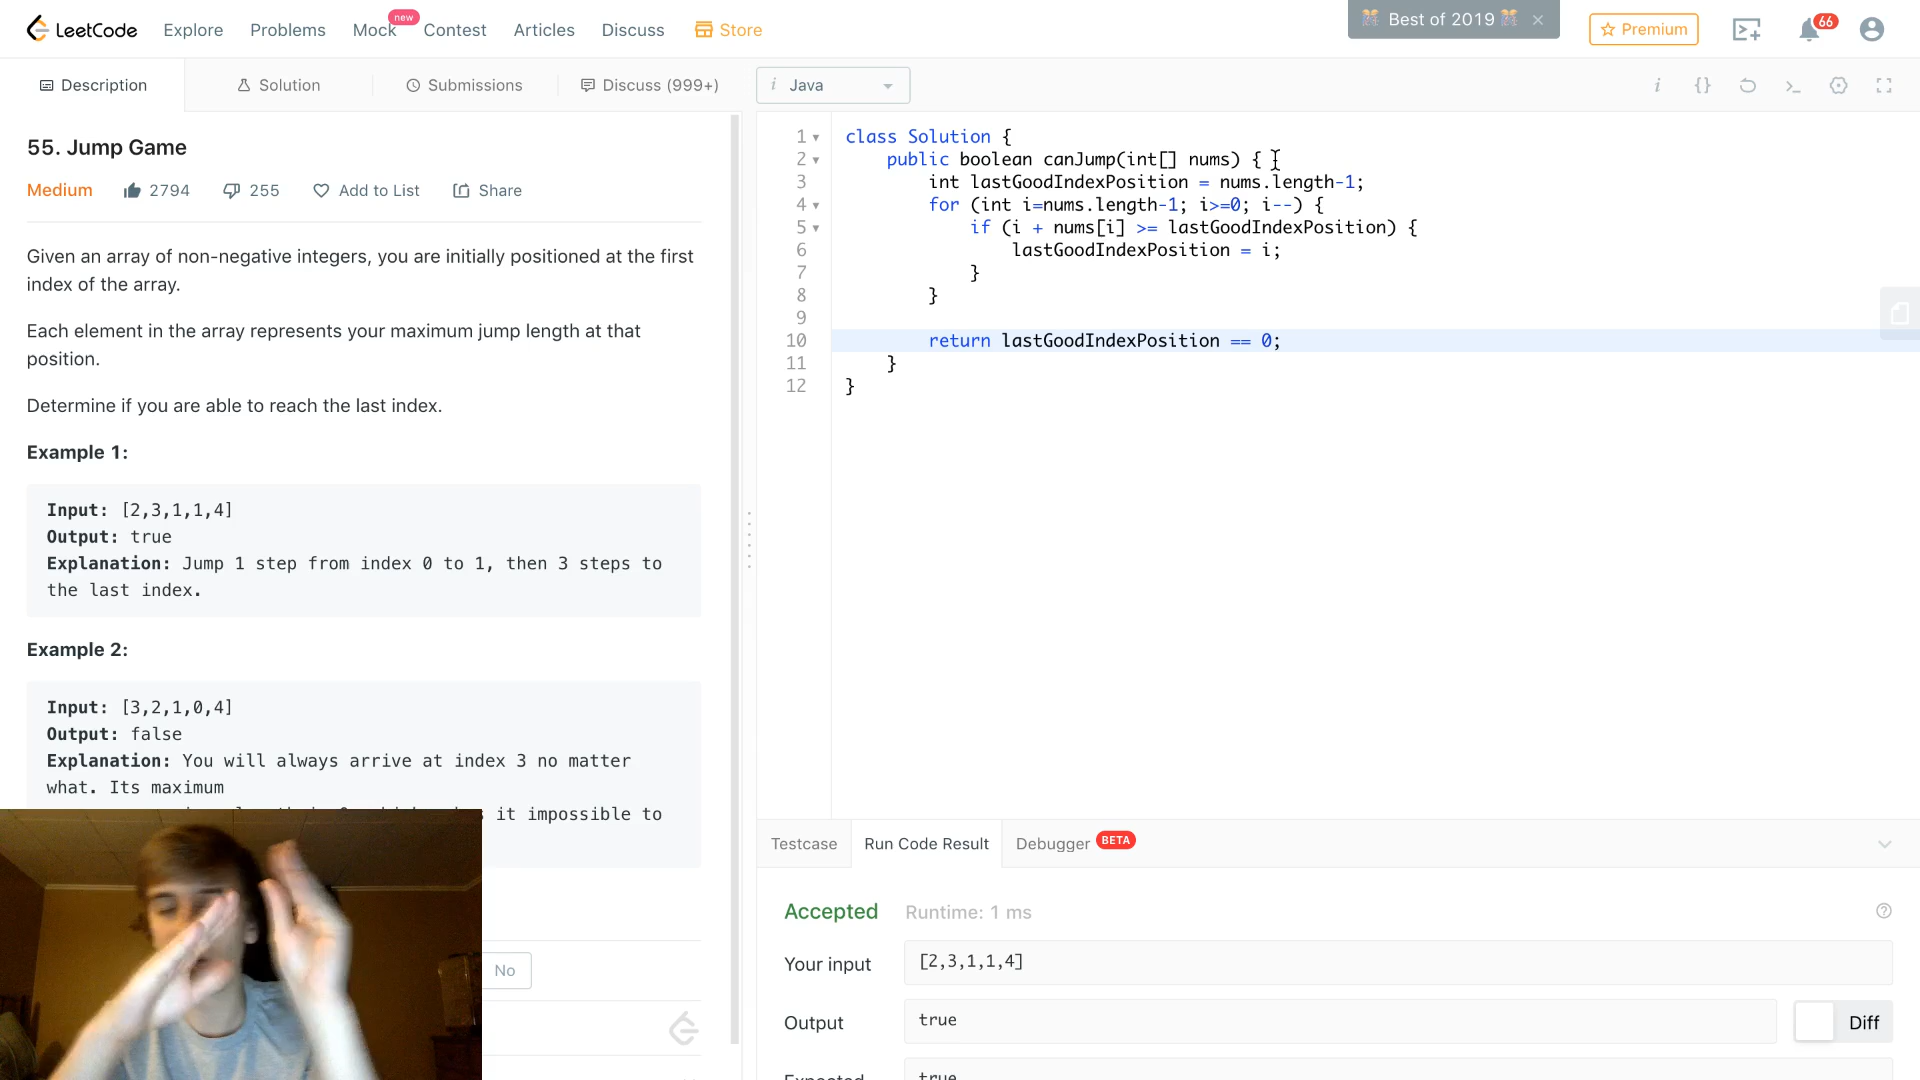 LeetCode
Explore
Problems
Mock
new
Contest
Articles
Discuss
Store
Best of 2019
Premium
66
Description
Solution
Submissions
Discuss (999+)
i Java
55. Jump Game
Medium
2794
255
Add to List
Share
Given an array of non-negative integers, you are initially positioned at the first
index of the array.
Each element in the array represents your maximum jump length at that
position.
Determine if you are able to reach the last index.
Example 1:
Input: [2,3,1,1,4]
Output: true
Explanation: Jump 1 step from index 0 to 1, then 3 steps to
the last index.
Example 2:
Input: [3,2,1,0,4]
Output: false
Explanation: You will always arrive at index 3 no matter
what. Its maximum
it impossible to
No
1 class Solution {
2 public boolean canJump(int[] nums) {
3 int lastGoodIndexPosition = nums.length-1;
4 for (int i=nums.length-1; i>=0; i--) {
5 if (i + nums[i] >= lastGoodIndexPosition) {
6 lastGoodIndexPosition = i;
7 }
8 }
9
10 return lastGoodIndexPosition == 0;
11 }
12 }
Testcase
Run Code Result
Debugger
BETA
Accepted
Runtime: 1 ms
Your input
[2,3,1,1,4]
Output
true
Diff
Expected
true